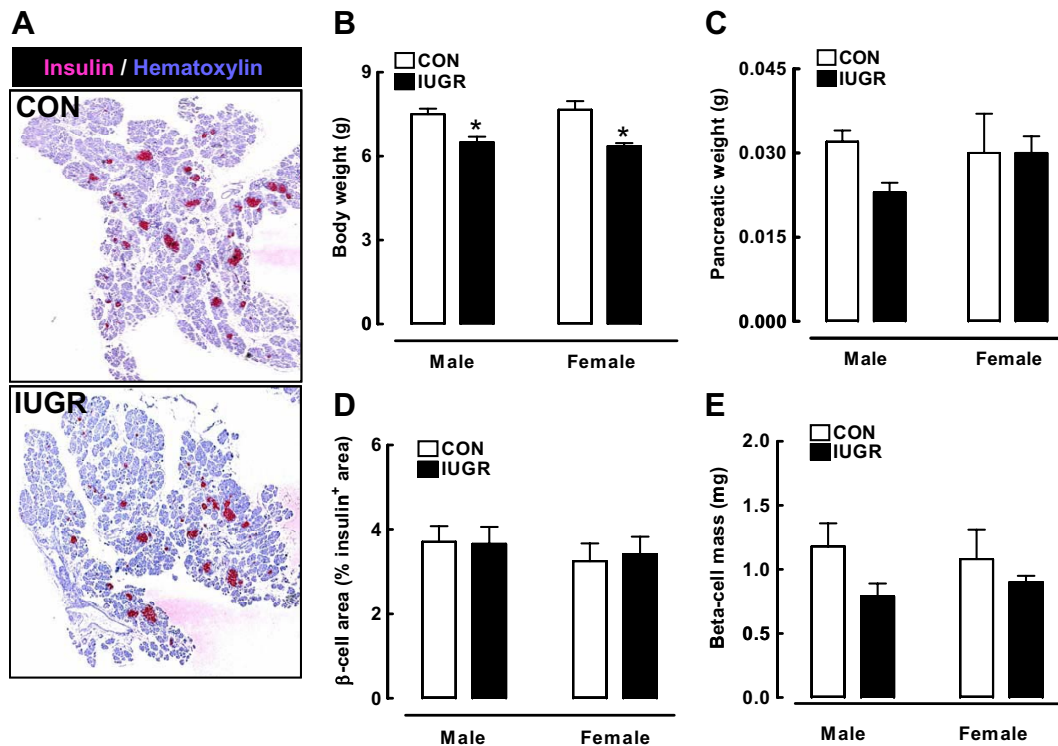 A
Insulin / Hematoxylin
CON
IUGR
B
CON
IUGR
Body weight (g)
9
6
3
0
*
*
Male Female
C
CON
IUGR
Pancreatic weight (g)
0.045
0.030
0.015
0.000
Male Female
D
CON
IUGR
β-cell area (% insulin⁺ area)
6
4
2
0
Male Female
E
CON
IUGR
Beta-cell mass (mg)
2.0
1.5
1.0
0.5
0.0
Male Female